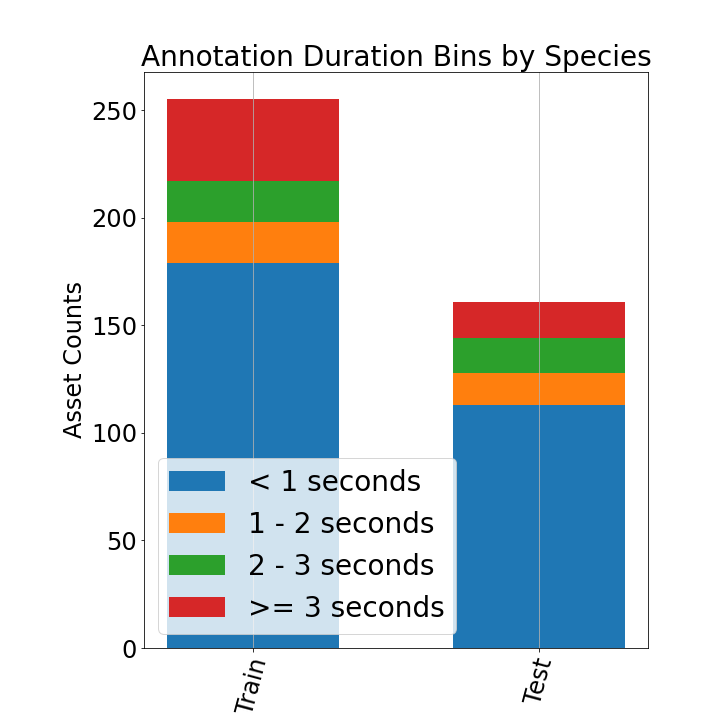 Annotation Duration Bins by Species
250
200
150
100
50
0
Asset Counts
< 1 seconds
1 - 2 seconds
2 - 3 seconds
>= 3 seconds
Train
Test